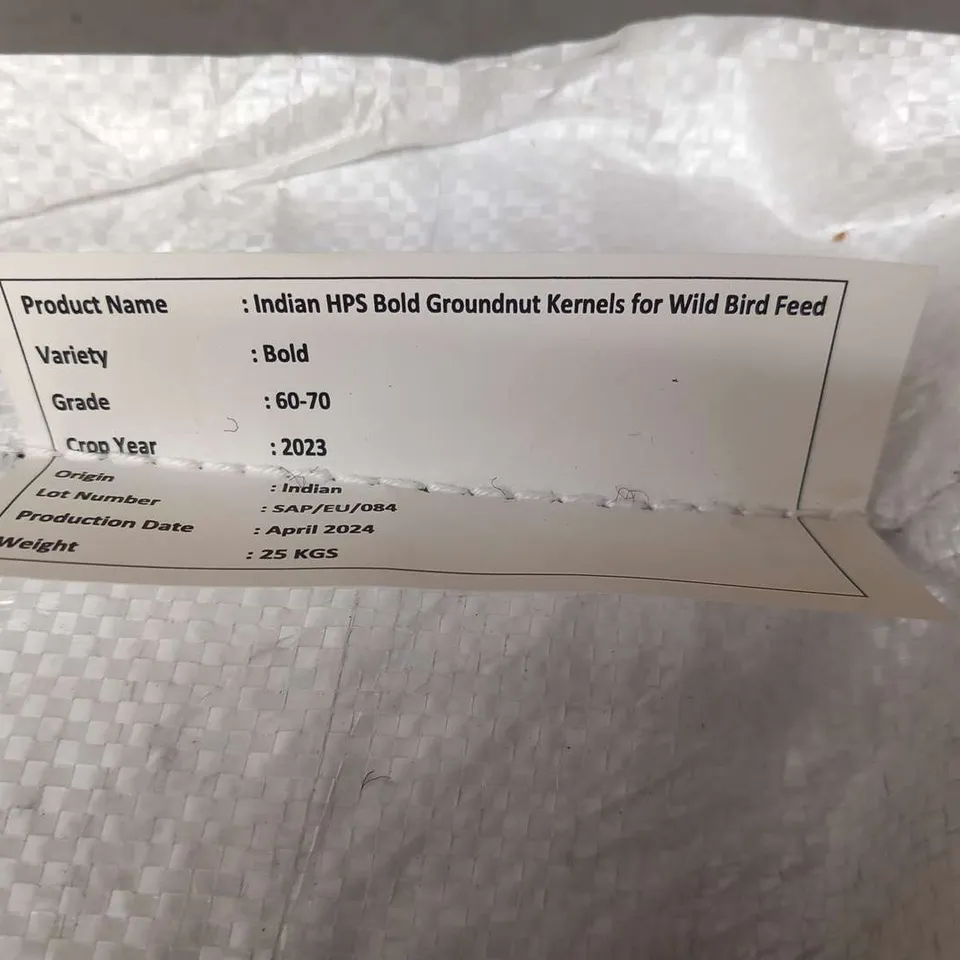 Product Name : Indian HPS Bold Groundnut Kernels for Wild Bird Feed
Variety : Bold
Grade : 60-70
Crop Year : 2023
Origin : Indian
Lot Number : SAP/EU/084
Production Date : April 2024
Weight : 25 KGS